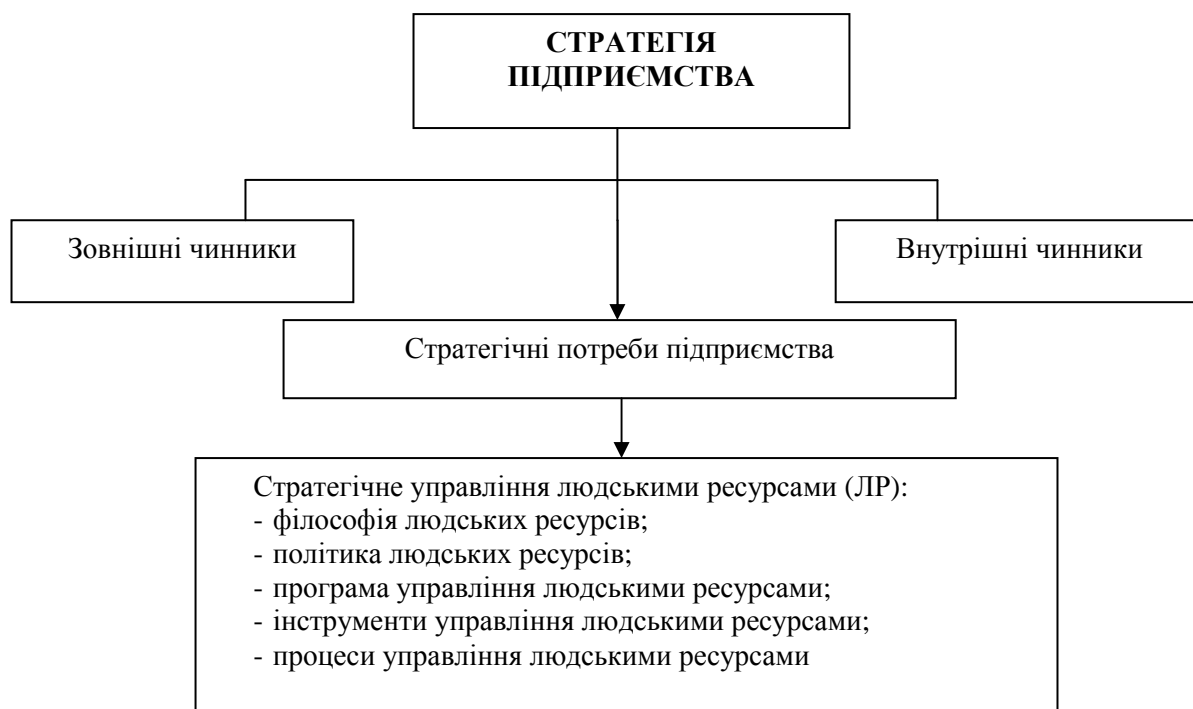 СТРАТЕГІЯ
ПІДПРИЄМСТВА
Зовнішні чинники
Внутрішні чинники
Стратегічні потреби підприємства
Стратегічне управління людськими ресурсами (ЛР):
- філософія людських ресурсів;
- політика людських ресурсів;
- програма управління людськими ресурсами;
- інструменти управління людськими ресурсами;
- процеси управління людськими ресурсами